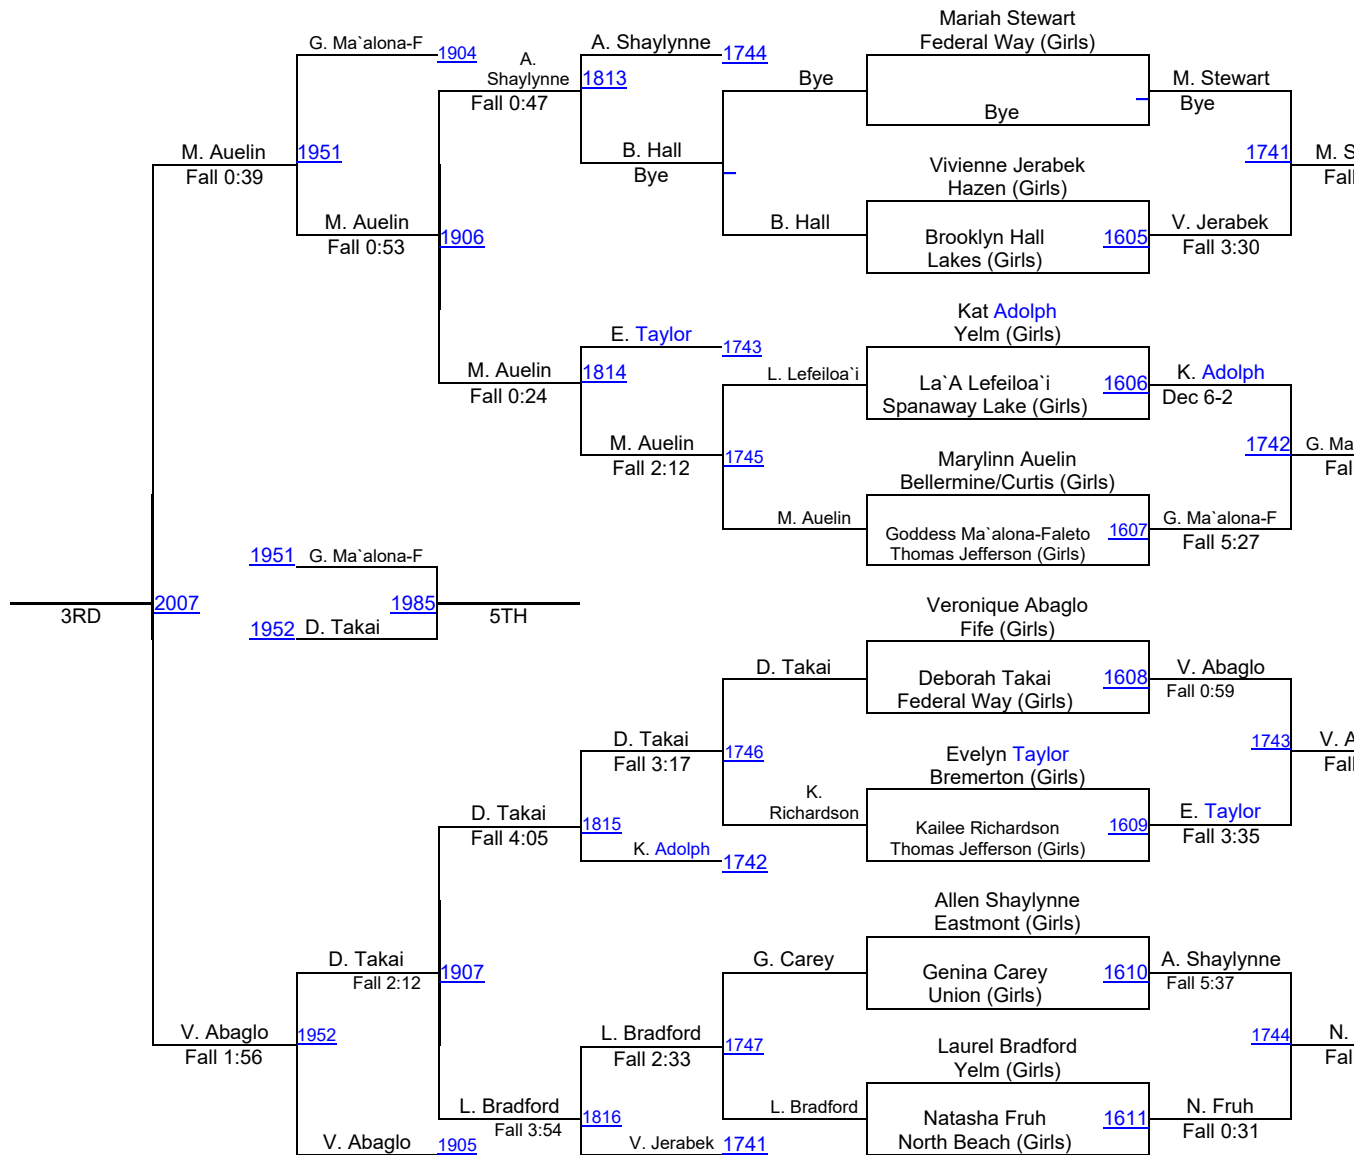 Mariah Stewart
Federal Way (Girls)
G. Ma`alona-F
1904
A.
Shaylynne
Fall 0:47
A. Shaylynne
1744
1813
Bye
Bye
M. Stewart
Bye
M. Auelin
Fall 0:39
1951
B. Hall
Bye
Vivienne Jerabek
Hazen (Girls)
1741
M. S
Fall
M. Auelin
Fall 0:53
1906
B. Hall
Brooklyn Hall
Lakes (Girls)
1605
V. Jerabek
Fall 3:30
Kat Adolph
Yelm (Girls)
E. Taylor
1743
M. Auelin
Fall 0:24
1814
L. Lefeiloa`i
La`A Lefeiloa`i
Spanaway Lake (Girls)
1606
K. Adolph
Dec 6-2
M. Auelin
Fall 2:12
1745
Marylinn Auelin
Bellermine/Curtis (Girls)
1742
G. Ma
Fal
M. Auelin
Goddess Ma`alona-Faleto
Thomas Jefferson (Girls)
1607
G. Ma`alona-F
Fall 5:27
1951
G. Ma`alona-F
3RD
2007
1985
5TH
1952
D. Takai
Veronique Abaglo
Fife (Girls)
D. Takai
Deborah Takai
Federal Way (Girls)
1608
V. Abaglo
Fall 0:59
D. Takai
Fall 3:17
1746
Evelyn Taylor
Bremerton (Girls)
1743
V. A
Fall
D. Takai
Fall 4:05
1815
K.
Richardson
Kailee Richardson
Thomas Jefferson (Girls)
1609
E. Taylor
Fall 3:35
K. Adolph
1742
Allen Shaylynne
Eastmont (Girls)
D. Takai
Fall 2:12
1907
G. Carey
Genina Carey
Union (Girls)
1610
A. Shaylynne
Fall 5:37
V. Abaglo
Fall 1:56
1952
L. Bradford
Fall 2:33
1747
Laurel Bradford
Yelm (Girls)
1744
N.
Fal
L. Bradford
Fall 3:54
1816
L. Bradford
Natasha Fruh
North Beach (Girls)
1611
N. Fruh
Fall 0:31
V. Abaglo
1905
V. Jerabek
1741